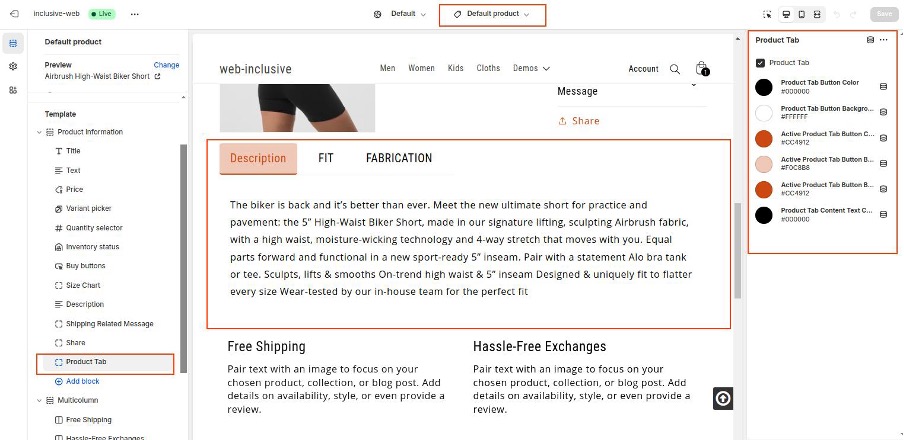 inclusive-web
Live
Default
Default product
Save
Default product
Preview
Change
Airbrush High-Waist Biker Short
Template
Product information
Title
Text
Price
Variant picker
Quantity selector
Inventory status
Buy buttons
Size Chart
Description
Shipping Related Message
Share
Product Tab
Add block
Multicolumn
Free Shipping
Hassle-Free Exchanges
web-inclusive
Men Women Kids Cloths Demos
Account
1
Message
Share
Description FIT FABRICATION
The biker is back and it’s better than ever. Meet the new ultimate short for practice and
pavement: the 5” High-Waist Biker Short, made in our signature lifting, sculpting Airbrush fabric,
with a high waist, moisture-wicking technology and 4-way stretch that moves with you. Equal
parts forward and functional in a new sport-ready 5” inseam. Pair with a statement Alo bra tank
or tee. Sculpts, lifts & smooths On-trend high waist & 5” inseam Designed & uniquely fit to flatter
every size Wear-tested by our in-house team for the perfect fit
Free Shipping
Pair text with an image to focus on your
chosen product, collection, or blog post. Add
details on availability, style, or even provide a
review.
Hassle-Free Exchanges
Pair text with an image to focus on your
chosen product, collection, or blog post. Add
details on availability, style, or even provide a
review.
Product Tab
Product Tab
Product Tab Button Color
#000000
Product Tab Button Backgro...
#FFFFFF
Active Product Tab Button C...
#CC4912
Active Product Tab Button B...
#F0C8B8
Active Product Tab Button B...
#CC4912
Product Tab Content Text C...
#000000